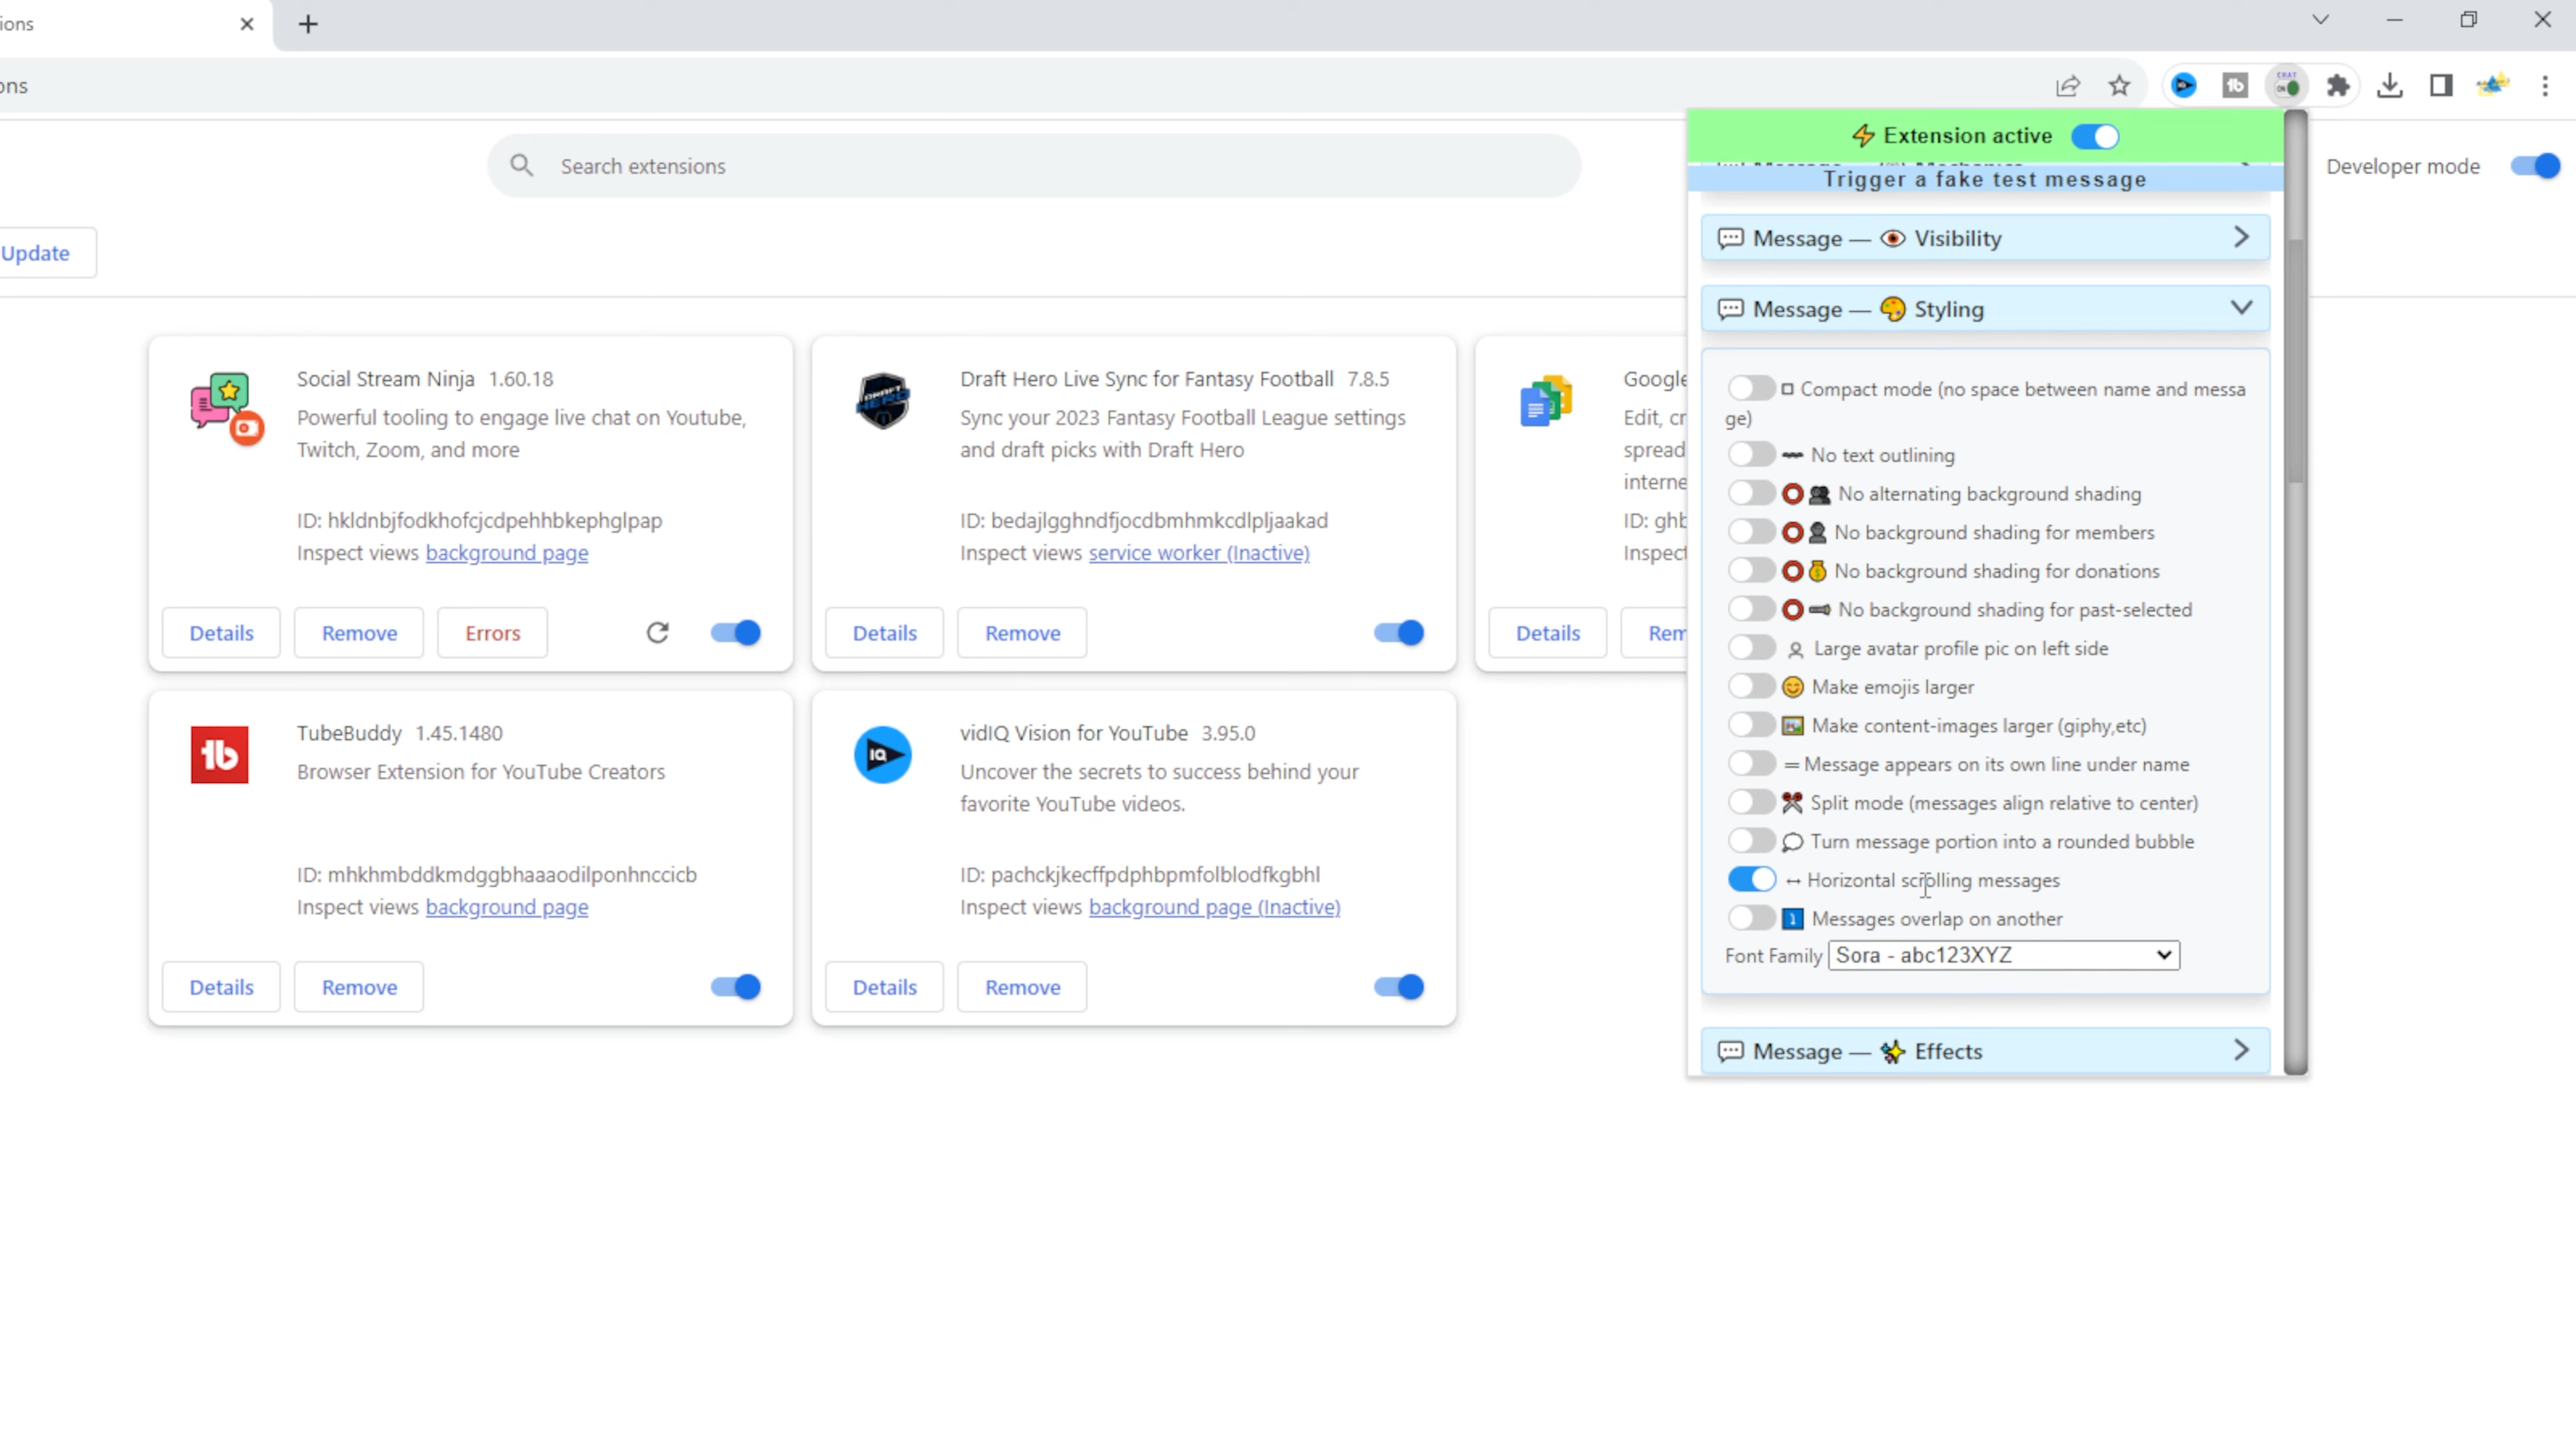 ions
ons
Search extensions
Developer mode
Update
Social Stream Ninja 1.60.18
Powerful tooling to engage live chat on Youtube,
Twitch, Zoom, and more
ID: hkldnbjfodkhofcjcdpehhbkephglpap
Inspect views background page
Details
Remove
Errors
Draft Hero Live Sync for Fantasy Football 7.8.5
Sync your 2023 Fantasy Football League settings
and draft picks with Draft Hero
ID: bedajlgghndfjocdbmhmkcdlpljaakad
Inspect views service worker (Inactive)
Details
Remove
Google
Edit, cr
spread
interne
ID: ghb
Inspect
Details
Rem
TubeBuddy 1.45.1480
Browser Extension for YouTube Creators
ID: mhkhmbddkmdggbhaaaodilponhnccicb
Inspect views background page
Details
Remove
IQ
vidIQ Vision for YouTube 3.95.0
Uncover the secrets to success behind your
favorite YouTube videos.
ID: pachckjkecffpdphbpmfolblodfkgbhl
Inspect views background page (Inactive)
Details
Remove
CHAT
ON
⚡ Extension active
Trigger a fake test message
Message — Visibility
Message — Styling
Compact mode (no space between name and messa
ge)
No text outlining
No alternating background shading
No background shading for members
No background shading for donations
No background shading for past-selected
Large avatar profile pic on left side
Make emojis larger
Make content-images larger (giphy,etc)
Message appears on its own line under name
Split mode (messages align relative to center)
Turn message portion into a rounded bubble
↔ Horizontal scrolling messages
Messages overlap on another
Font Family Sora - abc123XYZ
Message — Effects